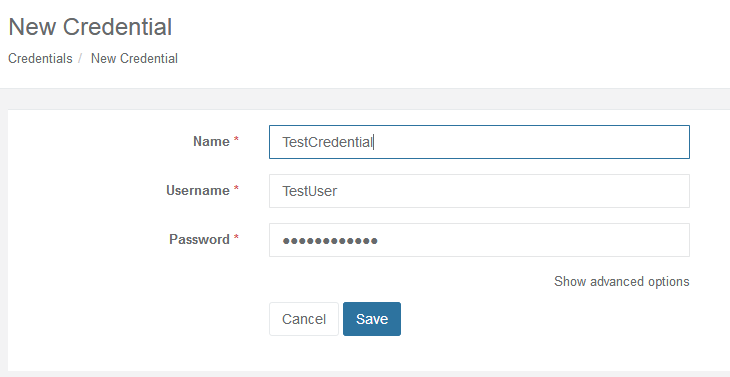 New Credential
Credentials / New Credential
Name * TestCredential
Username * TestUser
Password * ●●●●●●●●●●●●
Show advanced options
Cancel Save